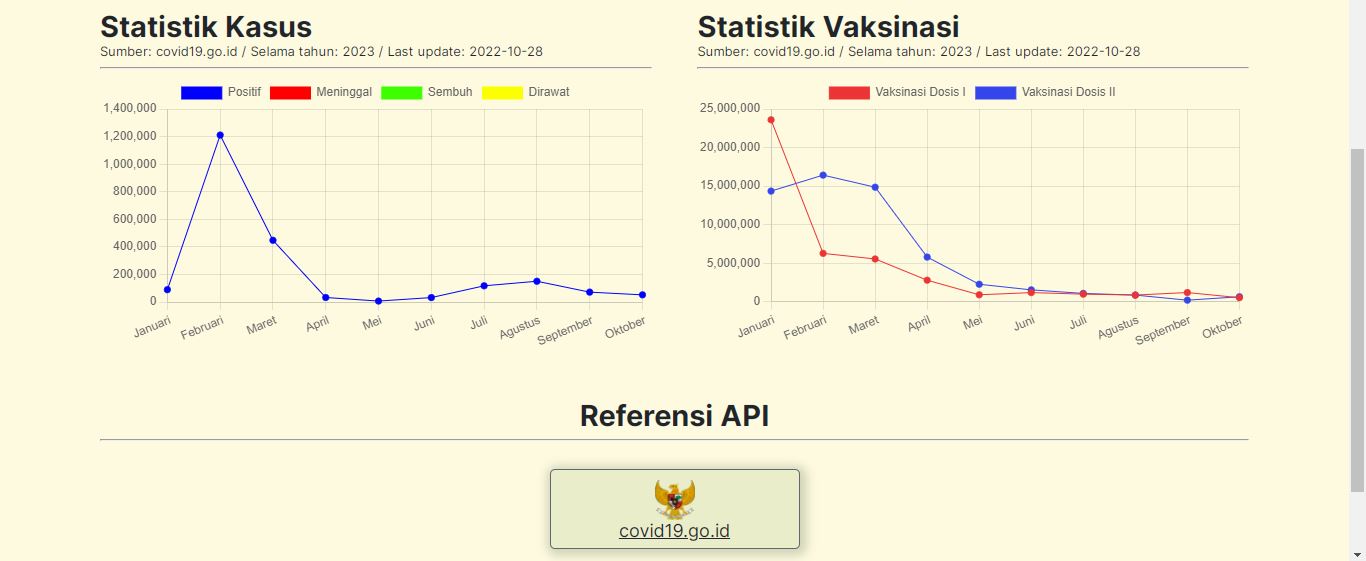 Statistik Kasus
Sumber: covid19.go.id / Selama tahun: 2023 / Last update: 2022-10-28
Positif Meninggal Sembuh Dirawat
1,400,000
1,200,000
1,000,000
800,000
600,000
400,000
200,000
0
Januari Februari Maret April Mei Juni Juli Agustus September Oktober
Statistik Vaksinasi
Sumber: covid19.go.id / Selama tahun: 2023 / Last update: 2022-10-28
Vaksinasi Dosis I Vaksinasi Dosis II
25,000,000
20,000,000
15,000,000
10,000,000
5,000,000
0
Januari Februari Maret April Mei Juni Juli Agustus September Oktober
Referensi API
covid19.go.id